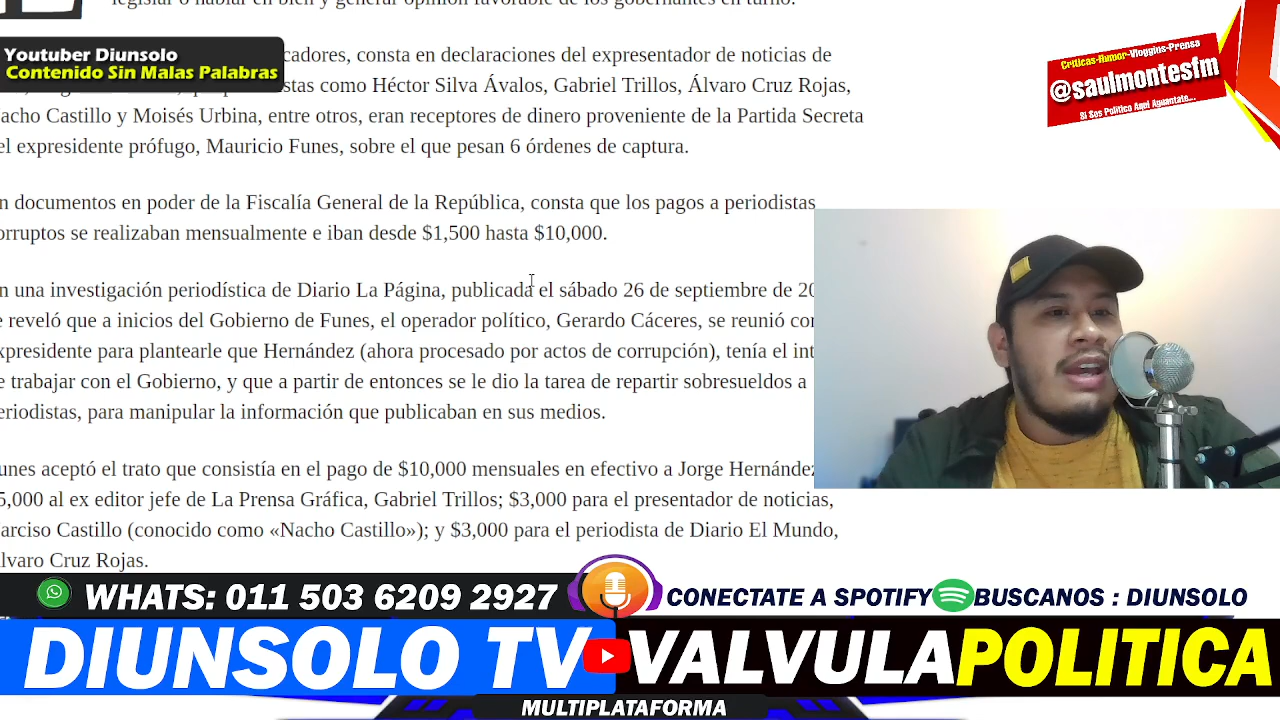 legislar o hablar en bien y general opinión favorable de los gobernantes en turno.
Youtuber Diunsolo
Contenido Sin Malas Palabras
cadores, consta en declaraciones del expresentador de noticias de
stas como Héctor Silva Ávalos, Gabriel Trillos, Álvaro Cruz Rojas,
acho Castillo y Moisés Urbina, entre otros, eran receptores de dinero proveniente de la Partida Secreta
el expresidente prófugo, Mauricio Funes, sobre el que pesan 6 órdenes de captura.
n documentos en poder de la Fiscalía General de la República, consta que los pagos a periodistas
orruptos se realizaban mensualmente e iban desde $1,500 hasta $10,000.
n una investigación periodística de Diario La Página, publicada el sábado 26 de septiembre de 20
e reveló que a inicios del Gobierno de Funes, el operador político, Gerardo Cáceres, se reunió con
xpresidente para plantearle que Hernández (ahora procesado por actos de corrupción), tenía el int
e trabajar con el Gobierno, y que a partir de entonces se le dio la tarea de repartir sobresueldos a
eriodistas, para manipular la información que publicaban en sus medios.
unes aceptó el trato que consistía en el pago de $10,000 mensuales en efectivo a Jorge Hernández
5,000 al ex editor jefe de La Prensa Gráfica, Gabriel Trillos; $3,000 para el presentador de noticias,
arciso Castillo (conocido como «Nacho Castillo»); y $3,000 para el periodista de Diario El Mundo,
lvaro Cruz Rojas.
Criticas-Humor-Vloggins-Prensa
@saulmontesfm
Si Ses Politico Aqui Aguantate...
WHATS: 011 503 6209 2927
CONECTATE A SPOTIFY BUSCANOS : DIUNSOLO
DIUNSOLO TV VALVULA POLITICA
MULTIPLATAFORMA